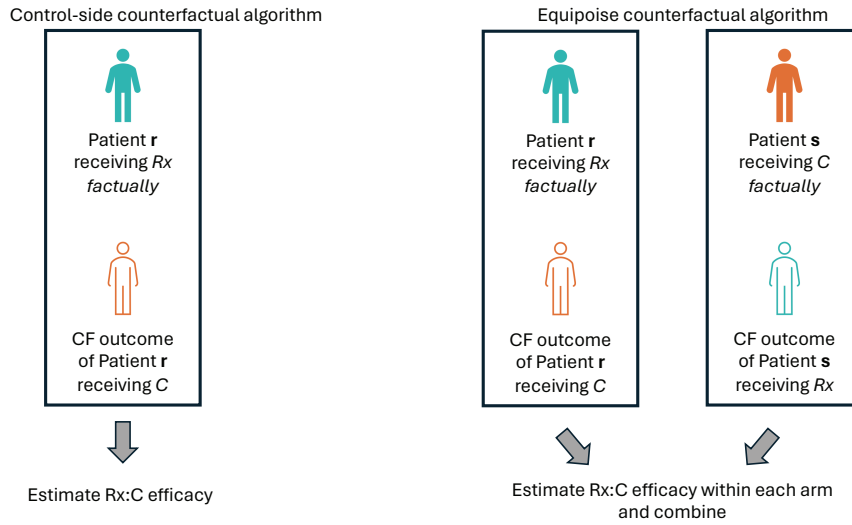 Control-side counterfactual algorithm
Patient r
receiving Rx
factually
CF outcome
of Patient r
receiving C
Estimate Rx:C efficacy
Equipoise counterfactual algorithm
Patient r
receiving Rx
factually
CF outcome
of Patient r
receiving C
Patient s
receiving C
factually
CF outcome
of Patient s
receiving Rx
Estimate Rx:C efficacy within each arm
and combine